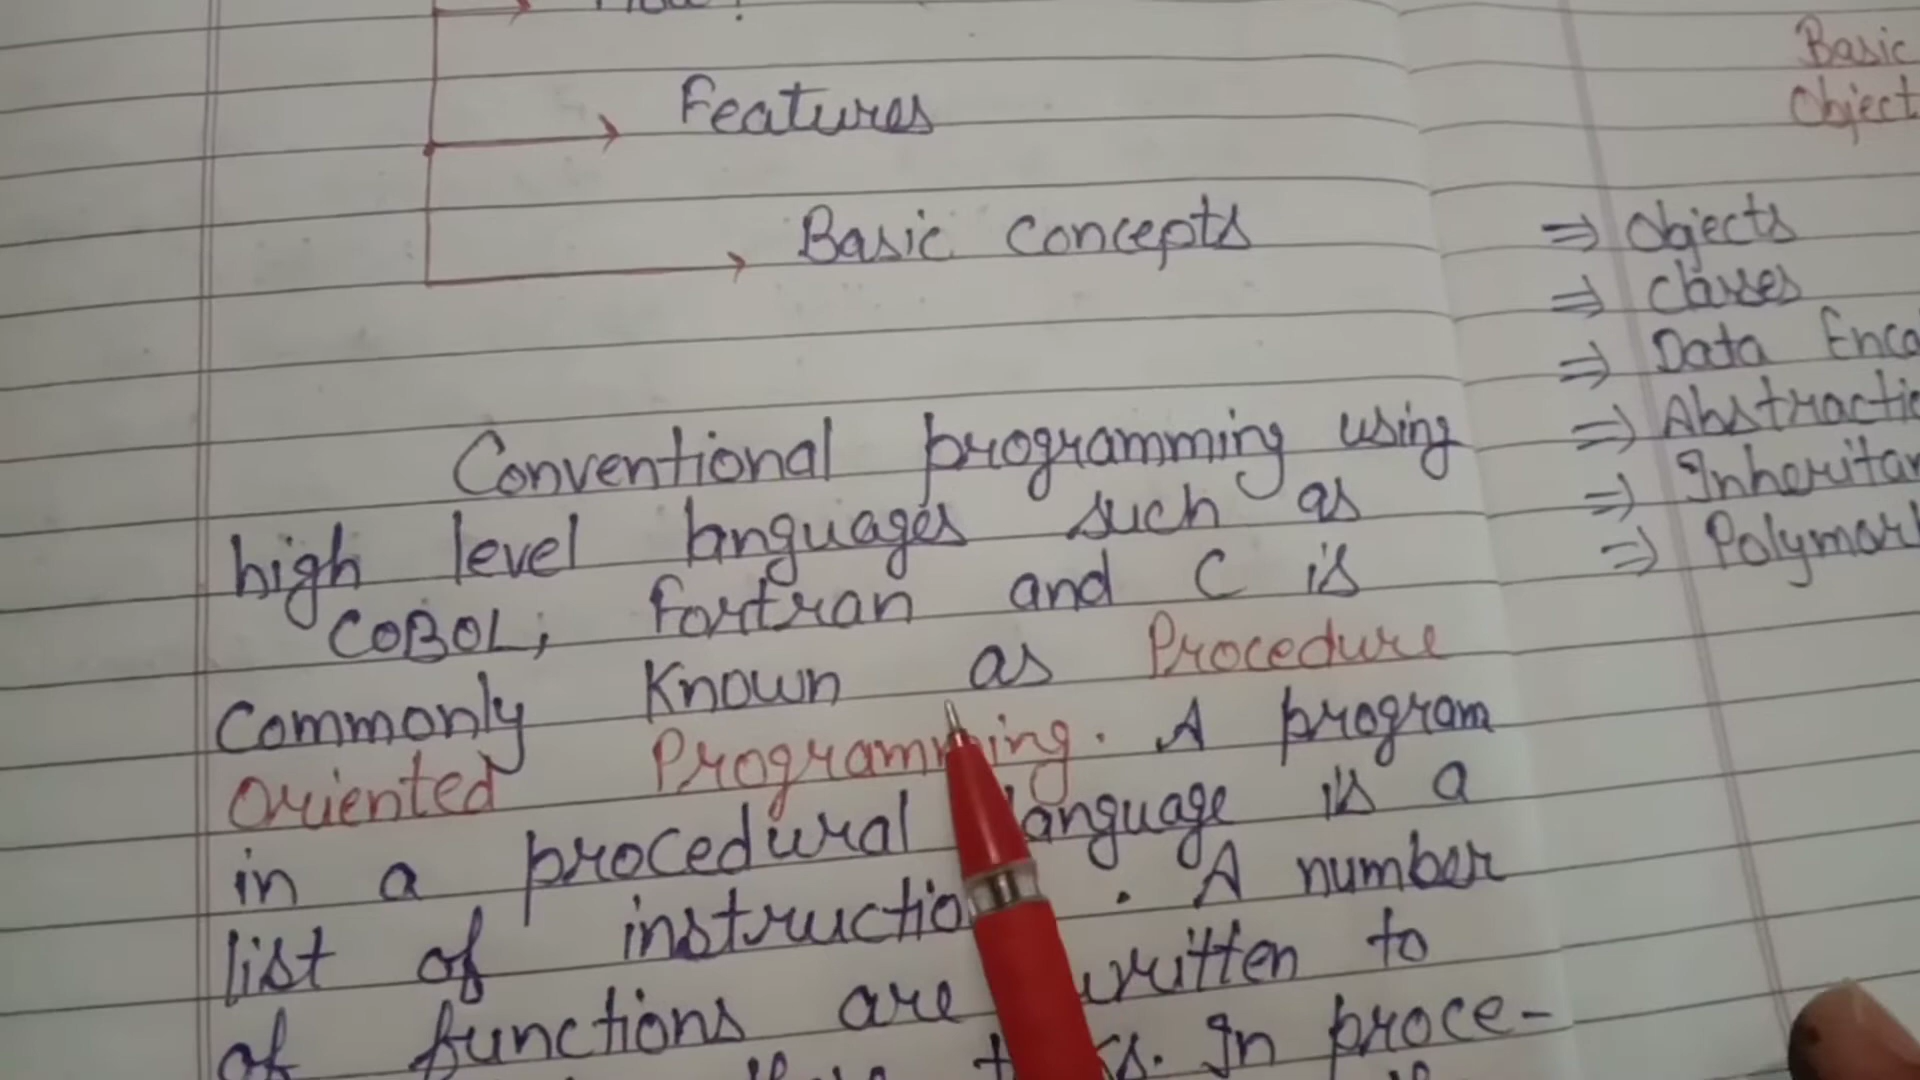 Features
Basic Concepts
Conventional programming using
high level languages such as
COBOL, Fortran and C is
Commonly Known as Procedure
Oriented Programming. A program
in a procedural language is a
list of instructio . A number
of functions are written to
In proce-
Basic
Object
⇒ Objects
⇒ Classes
⇒ Data Enca
⇒ Abstractio
⇒ Inheritan
⇒ Polymor